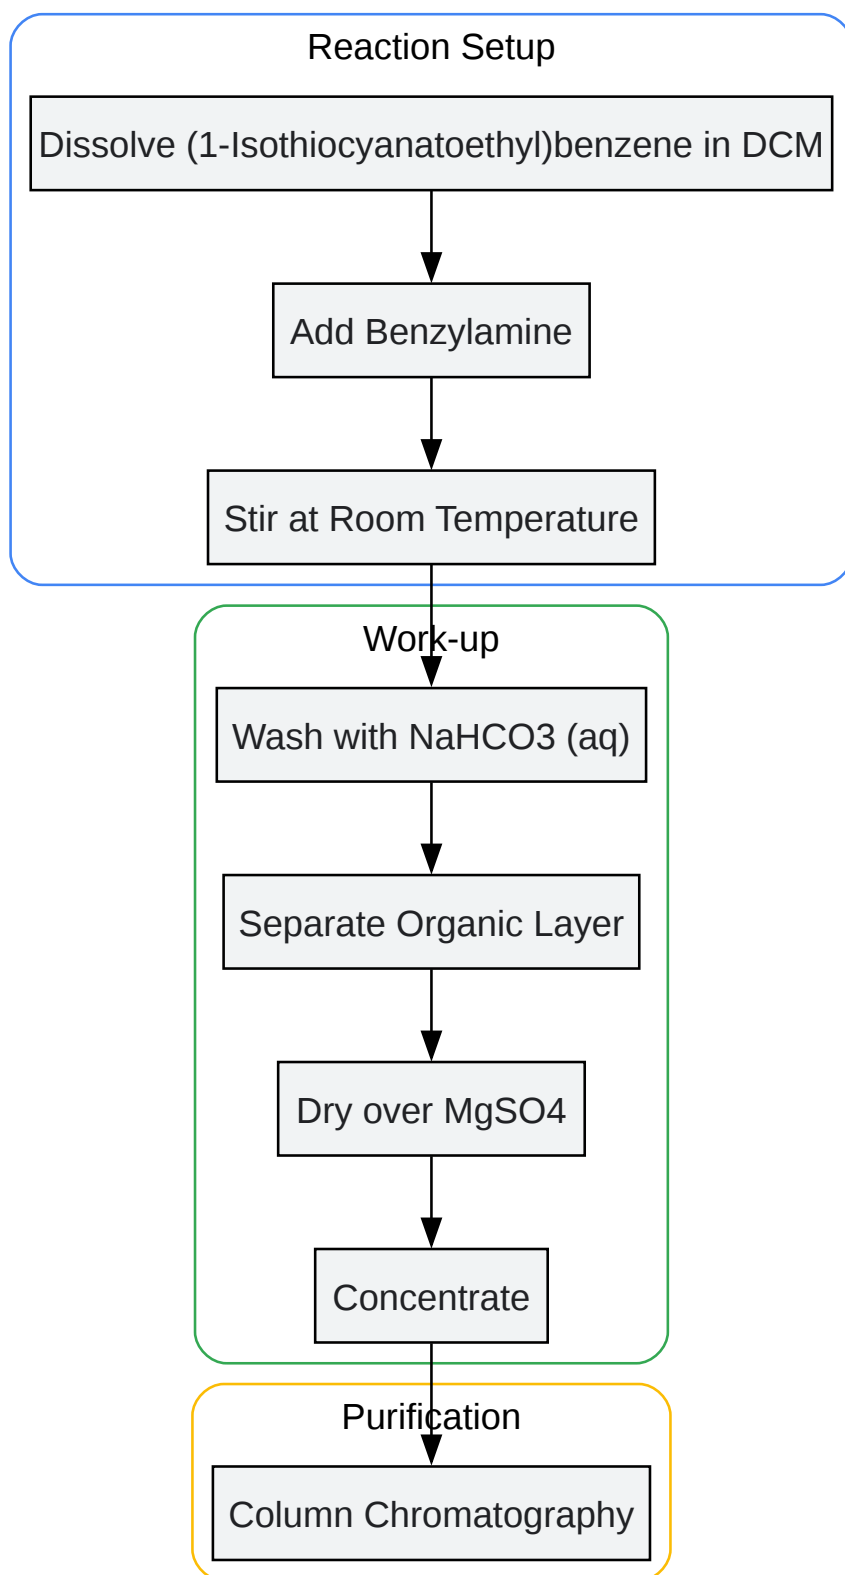 Reaction Setup
Dissolve (1-Isothiocyanatoethyl)benzene in DCM
Add Benzylamine
Stir at Room Temperature
Work-up
Wash with NaHCO3 (aq)
Separate Organic Layer
Dry over MgSO4
Concentrate
Purification
Column Chromatography